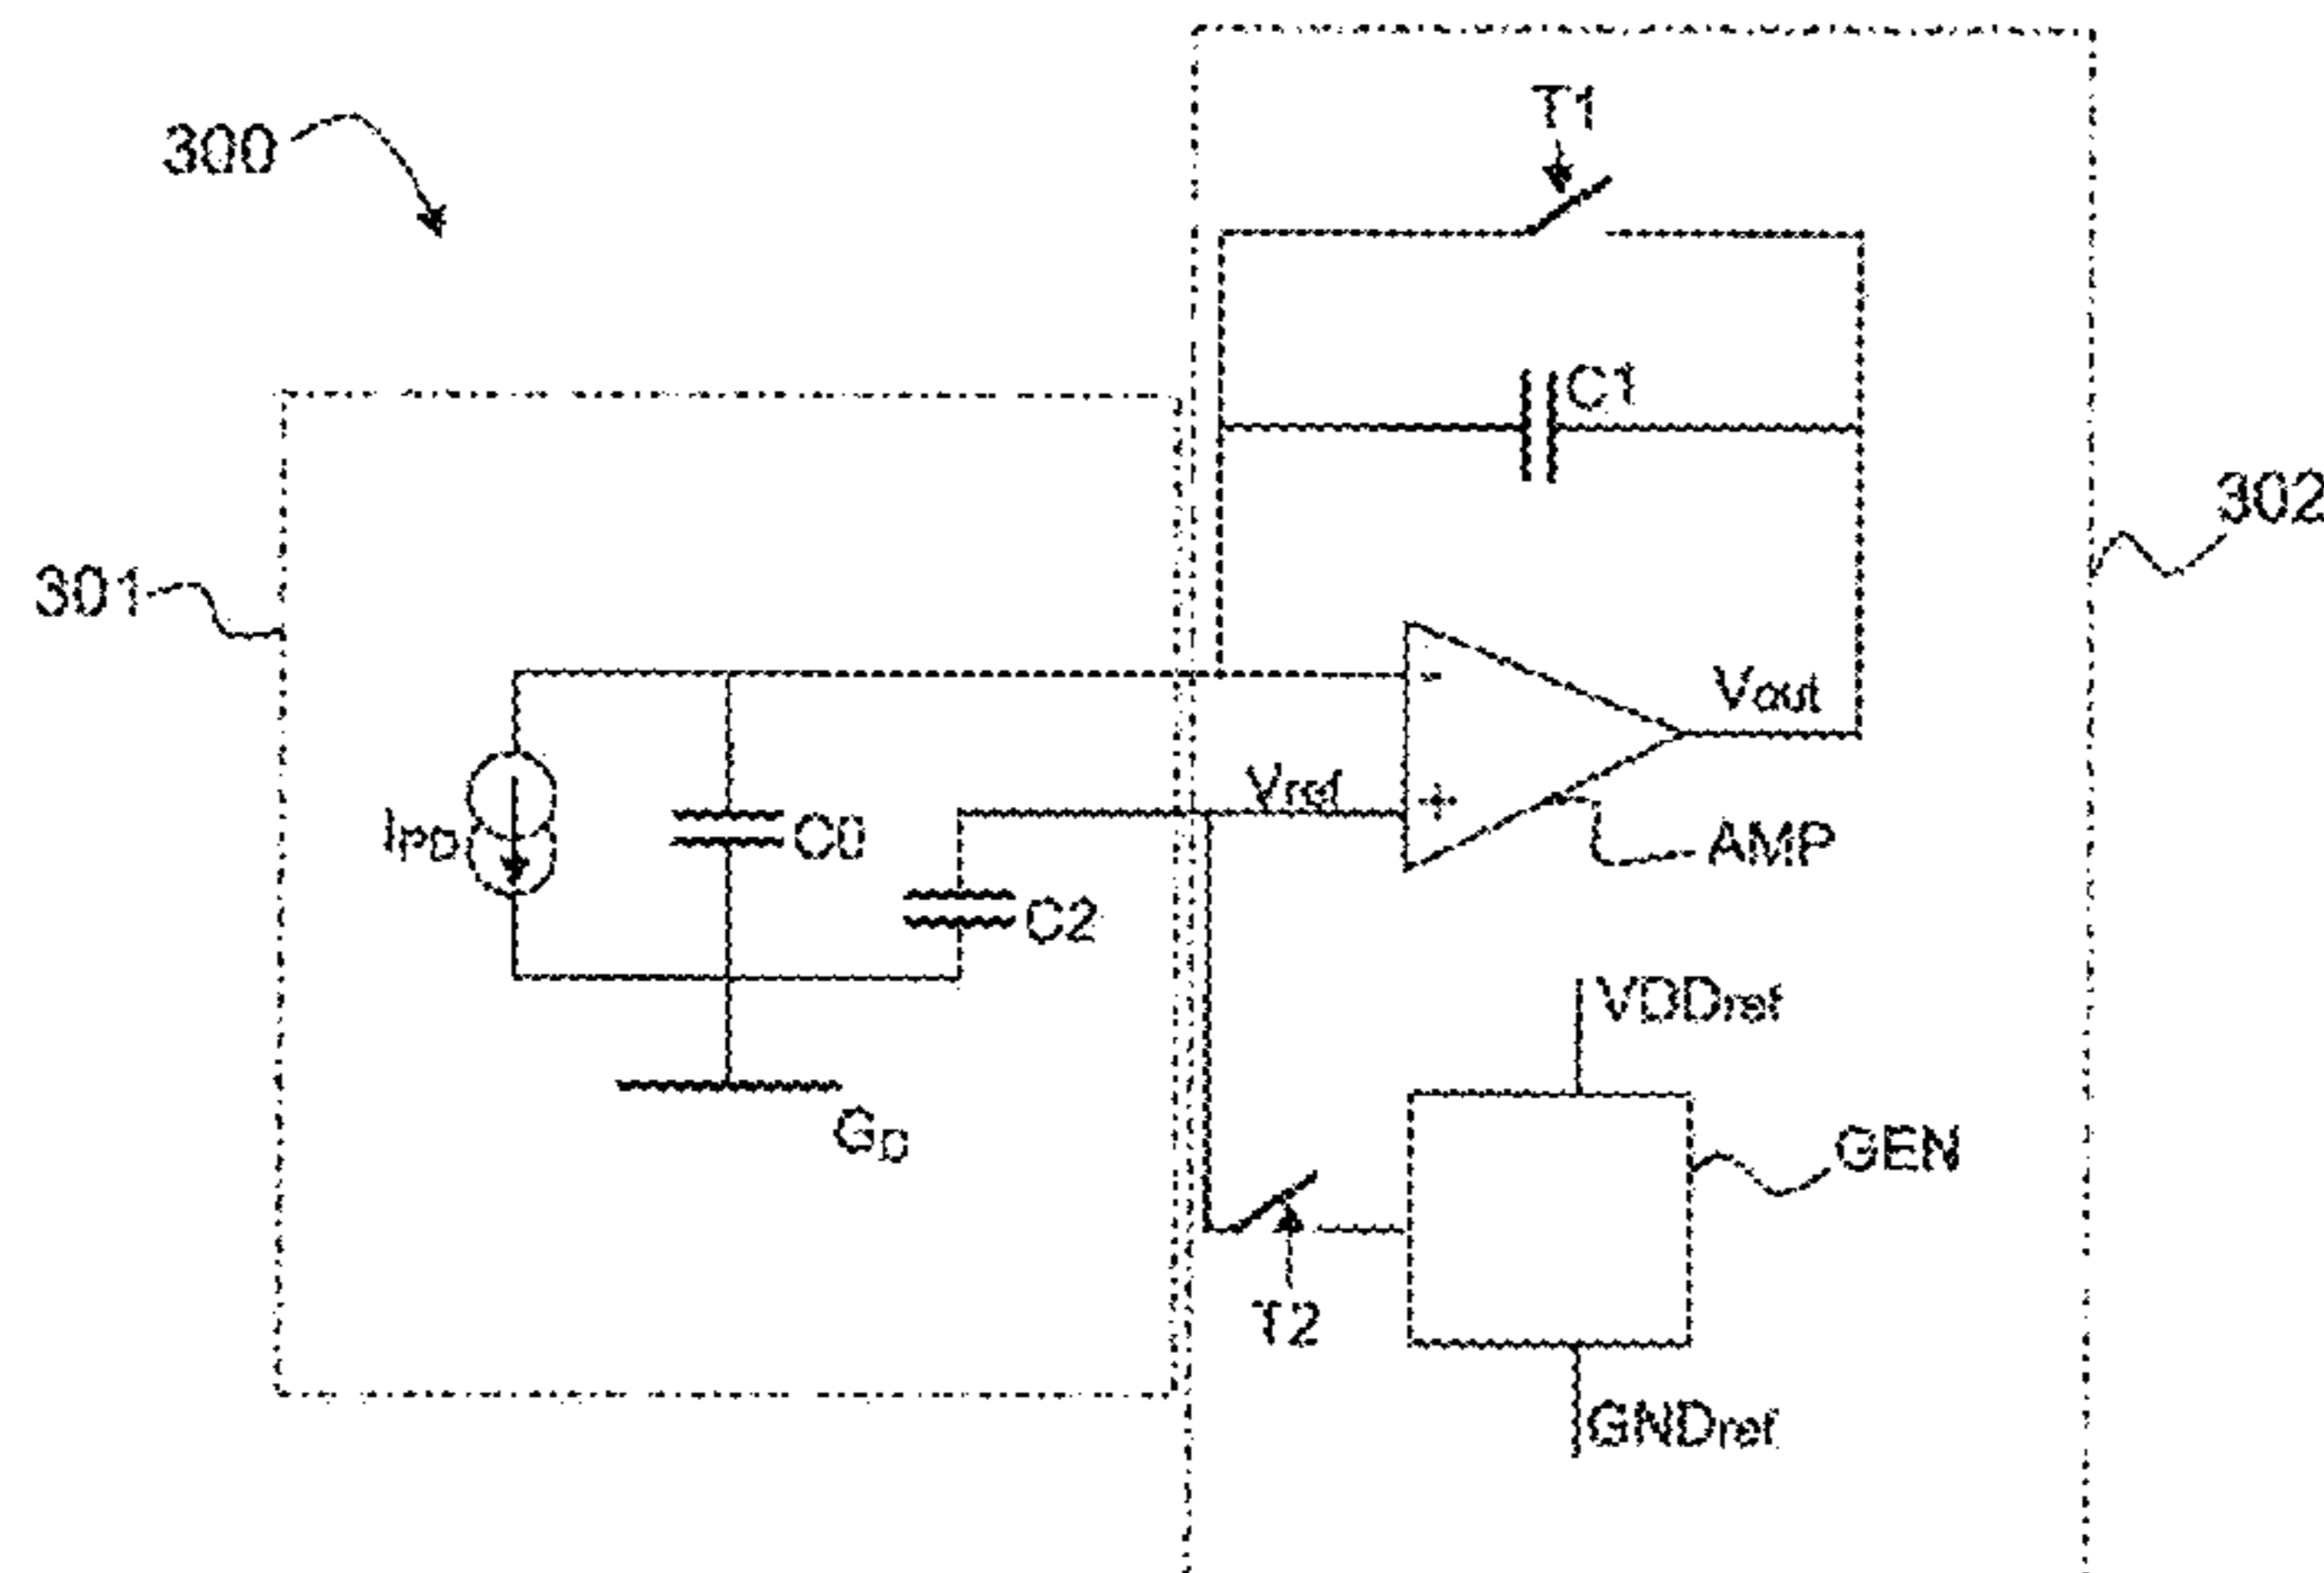 300
T1
C1
302
301
Vout
Vref
-
+
IPD
C0
AMP
C2
VDDref
GD
GEN
T2
GNDref